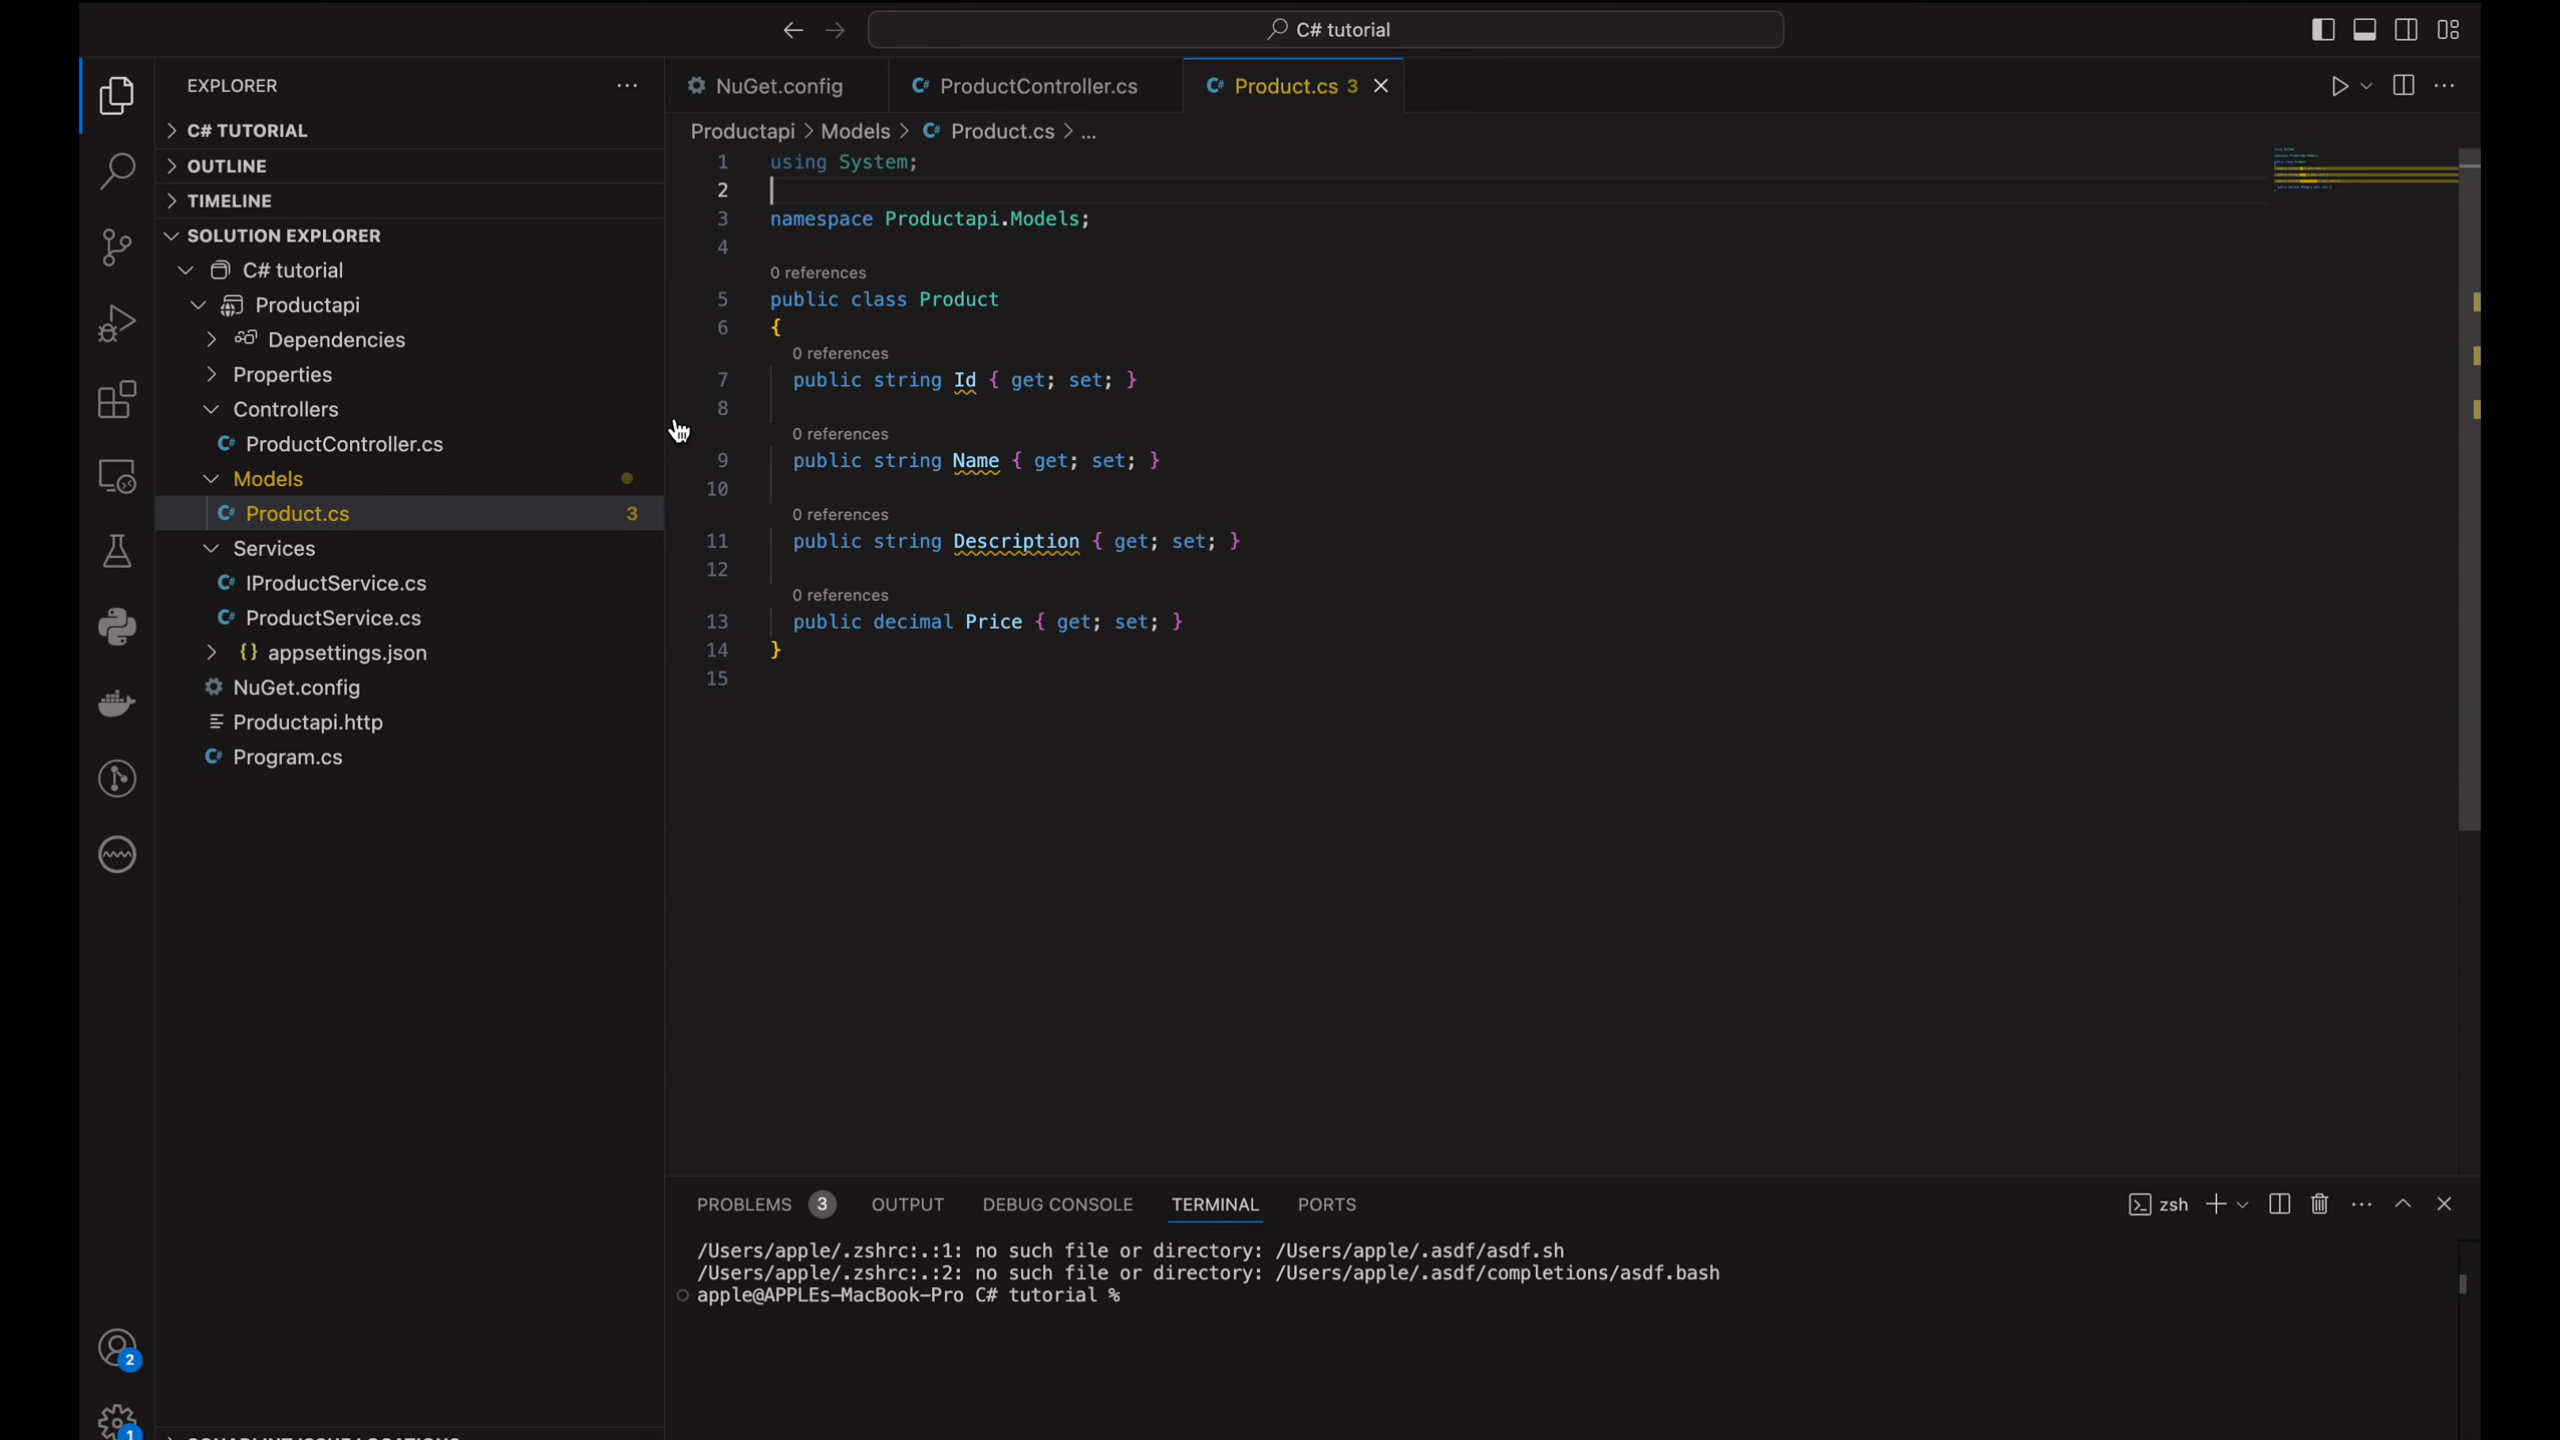 C# tutorial
EXPLORER
C# TUTORIAL
OUTLINE
TIMELINE
SOLUTION EXPLORER
C# tutorial
Productapi
Dependencies
Properties
Controllers
C# ProductController.cs
Models
C# Product.cs 3
Services
C# IProductService.cs
C# ProductService.cs
{} appsettings.json
NuGet.config
Productapi.http
C# Program.cs
2
1
NuGet.config
C# ProductController.cs
C# Product.cs 3
Productapi > Models > C# Product.cs > ...
1 using System;
2
3 namespace Productapi.Models;
4
0 references
5 public class Product
6 {
0 references
7 public string Id { get; set; }
8
0 references
9 public string Name { get; set; }
10
0 references
11 public string Description { get; set; }
12
0 references
13 public decimal Price { get; set; }
14 }
15
PROBLEMS 3 OUTPUT DEBUG CONSOLE TERMINAL PORTS
zsh
/Users/apple/.zshrc:.:1: no such file or directory: /Users/apple/.asdf/asdf.sh
/Users/apple/.zshrc:.:2: no such file or directory: /Users/apple/.asdf/completions/asdf.bash
apple@APPLEs-MacBook-Pro C# tutorial %